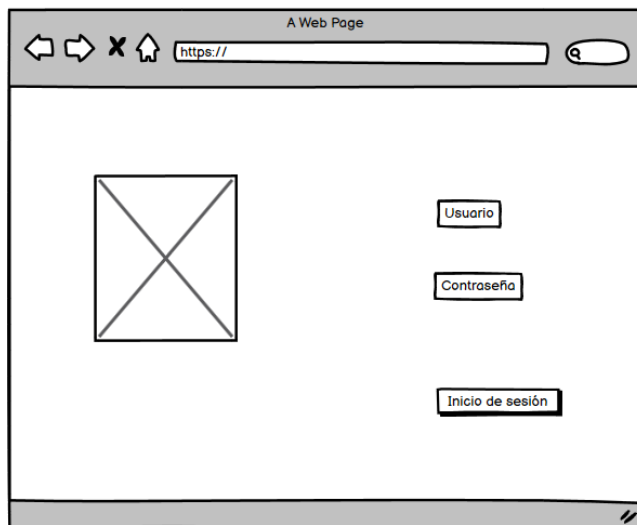 A Web Page
https://
Usuario
Contraseña
Inicio de sesión